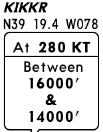 KIKKR
N39 19.4 W078
At 280 KT
Between
16000'
&
14000'